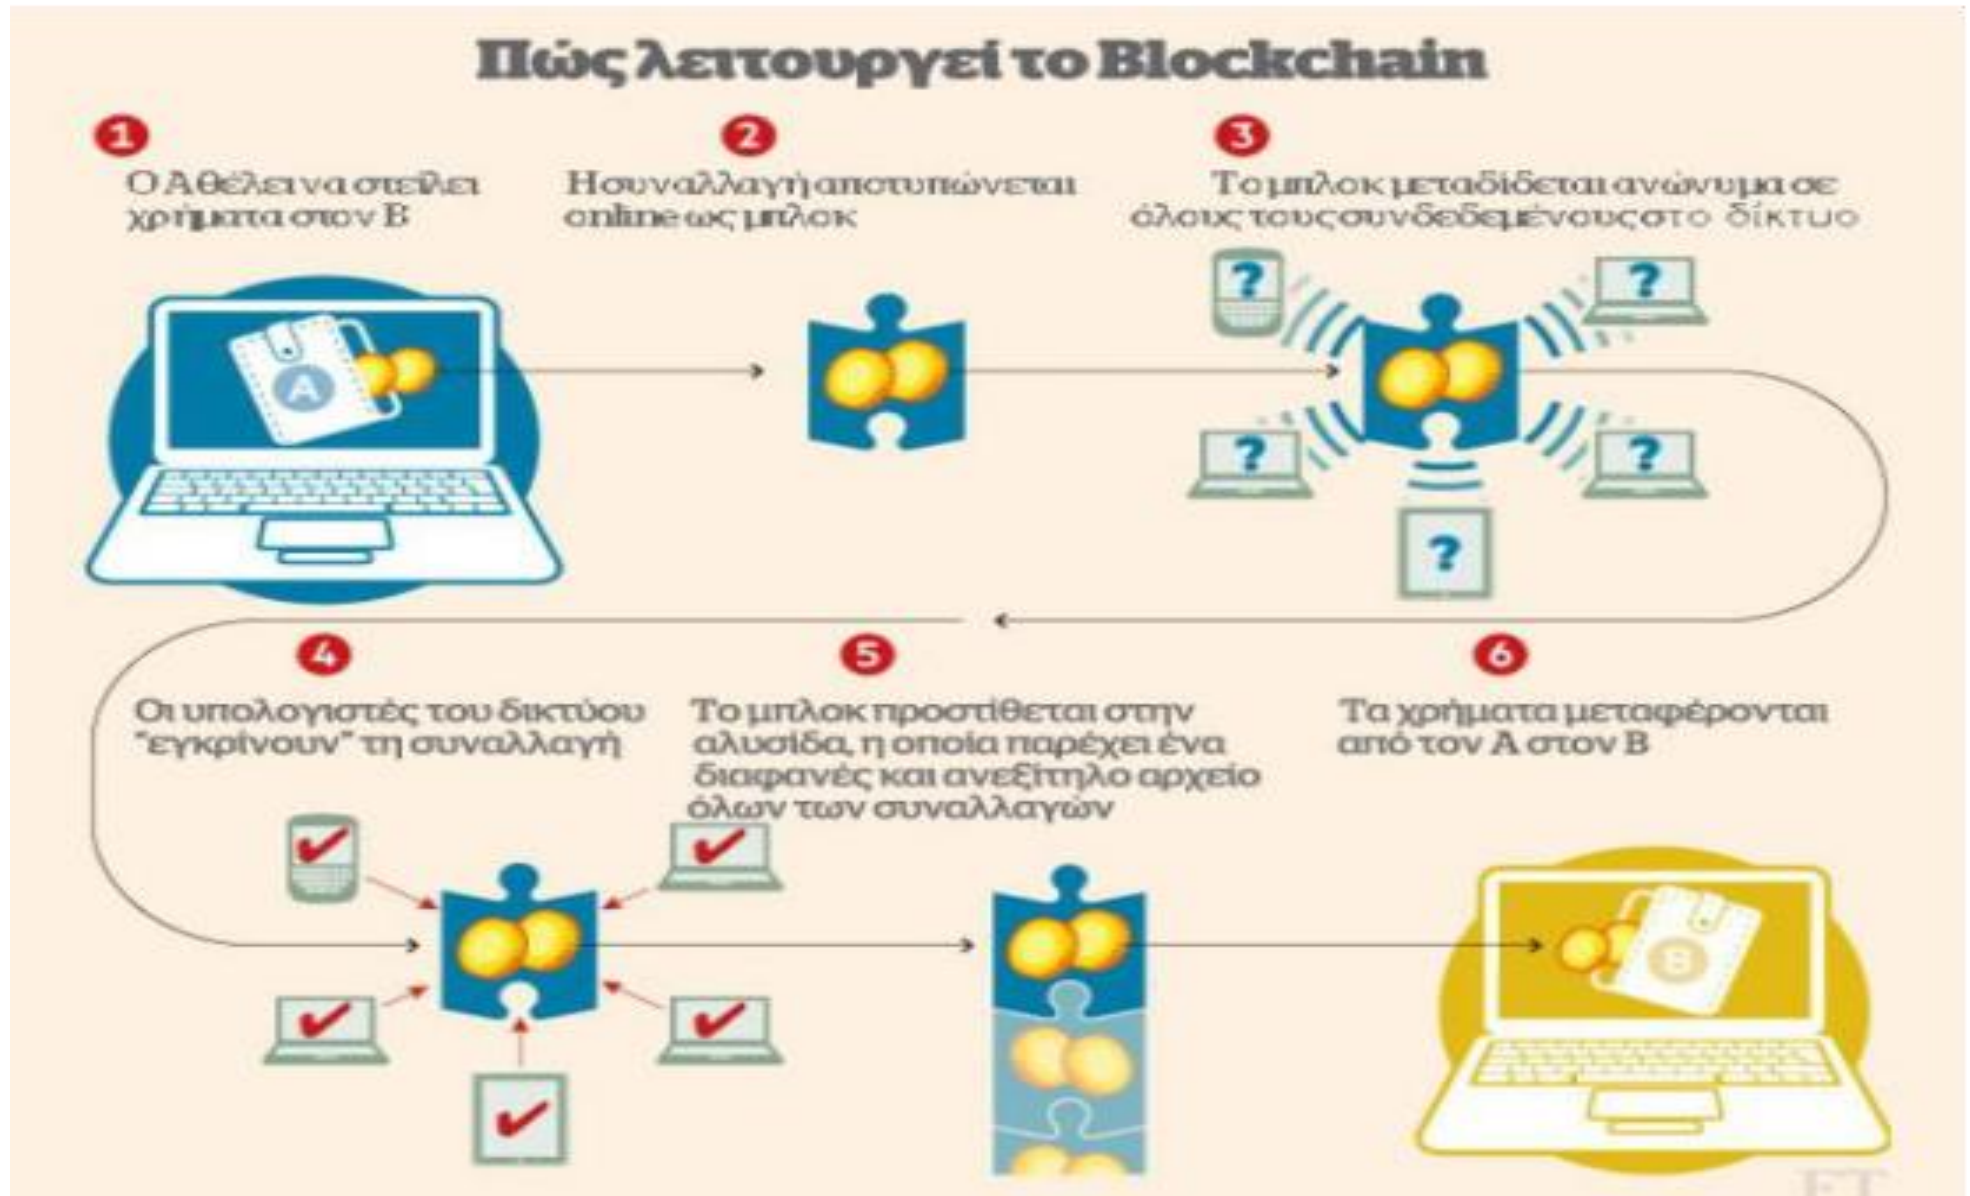 Πώς λειτουργεί το Blockchain
1
Ο Α θέλει να στείλει
χρήματα στον Β
2
Η συναλλαγή αποτυπώνεται
online ως μπλοκ
3
Το μπλοκ μεταδίδεται ανώνυμα σε
όλους τους συνδεδεμένους στο δίκτυο
A
?
?
?
?
?
4
Οι υπολογιστές του δικτύου
"εγκρίνουν" τη συναλλαγή
5
Το μπλοκ προστίθεται στην
αλυσίδα, η οποία παρέχει ένα
διαφανές και ανεξίτηλο αρχείο
όλων των συναλλαγών
6
Τα χρήματα μεταφέρονται
από τον Α στον Β
B
FT